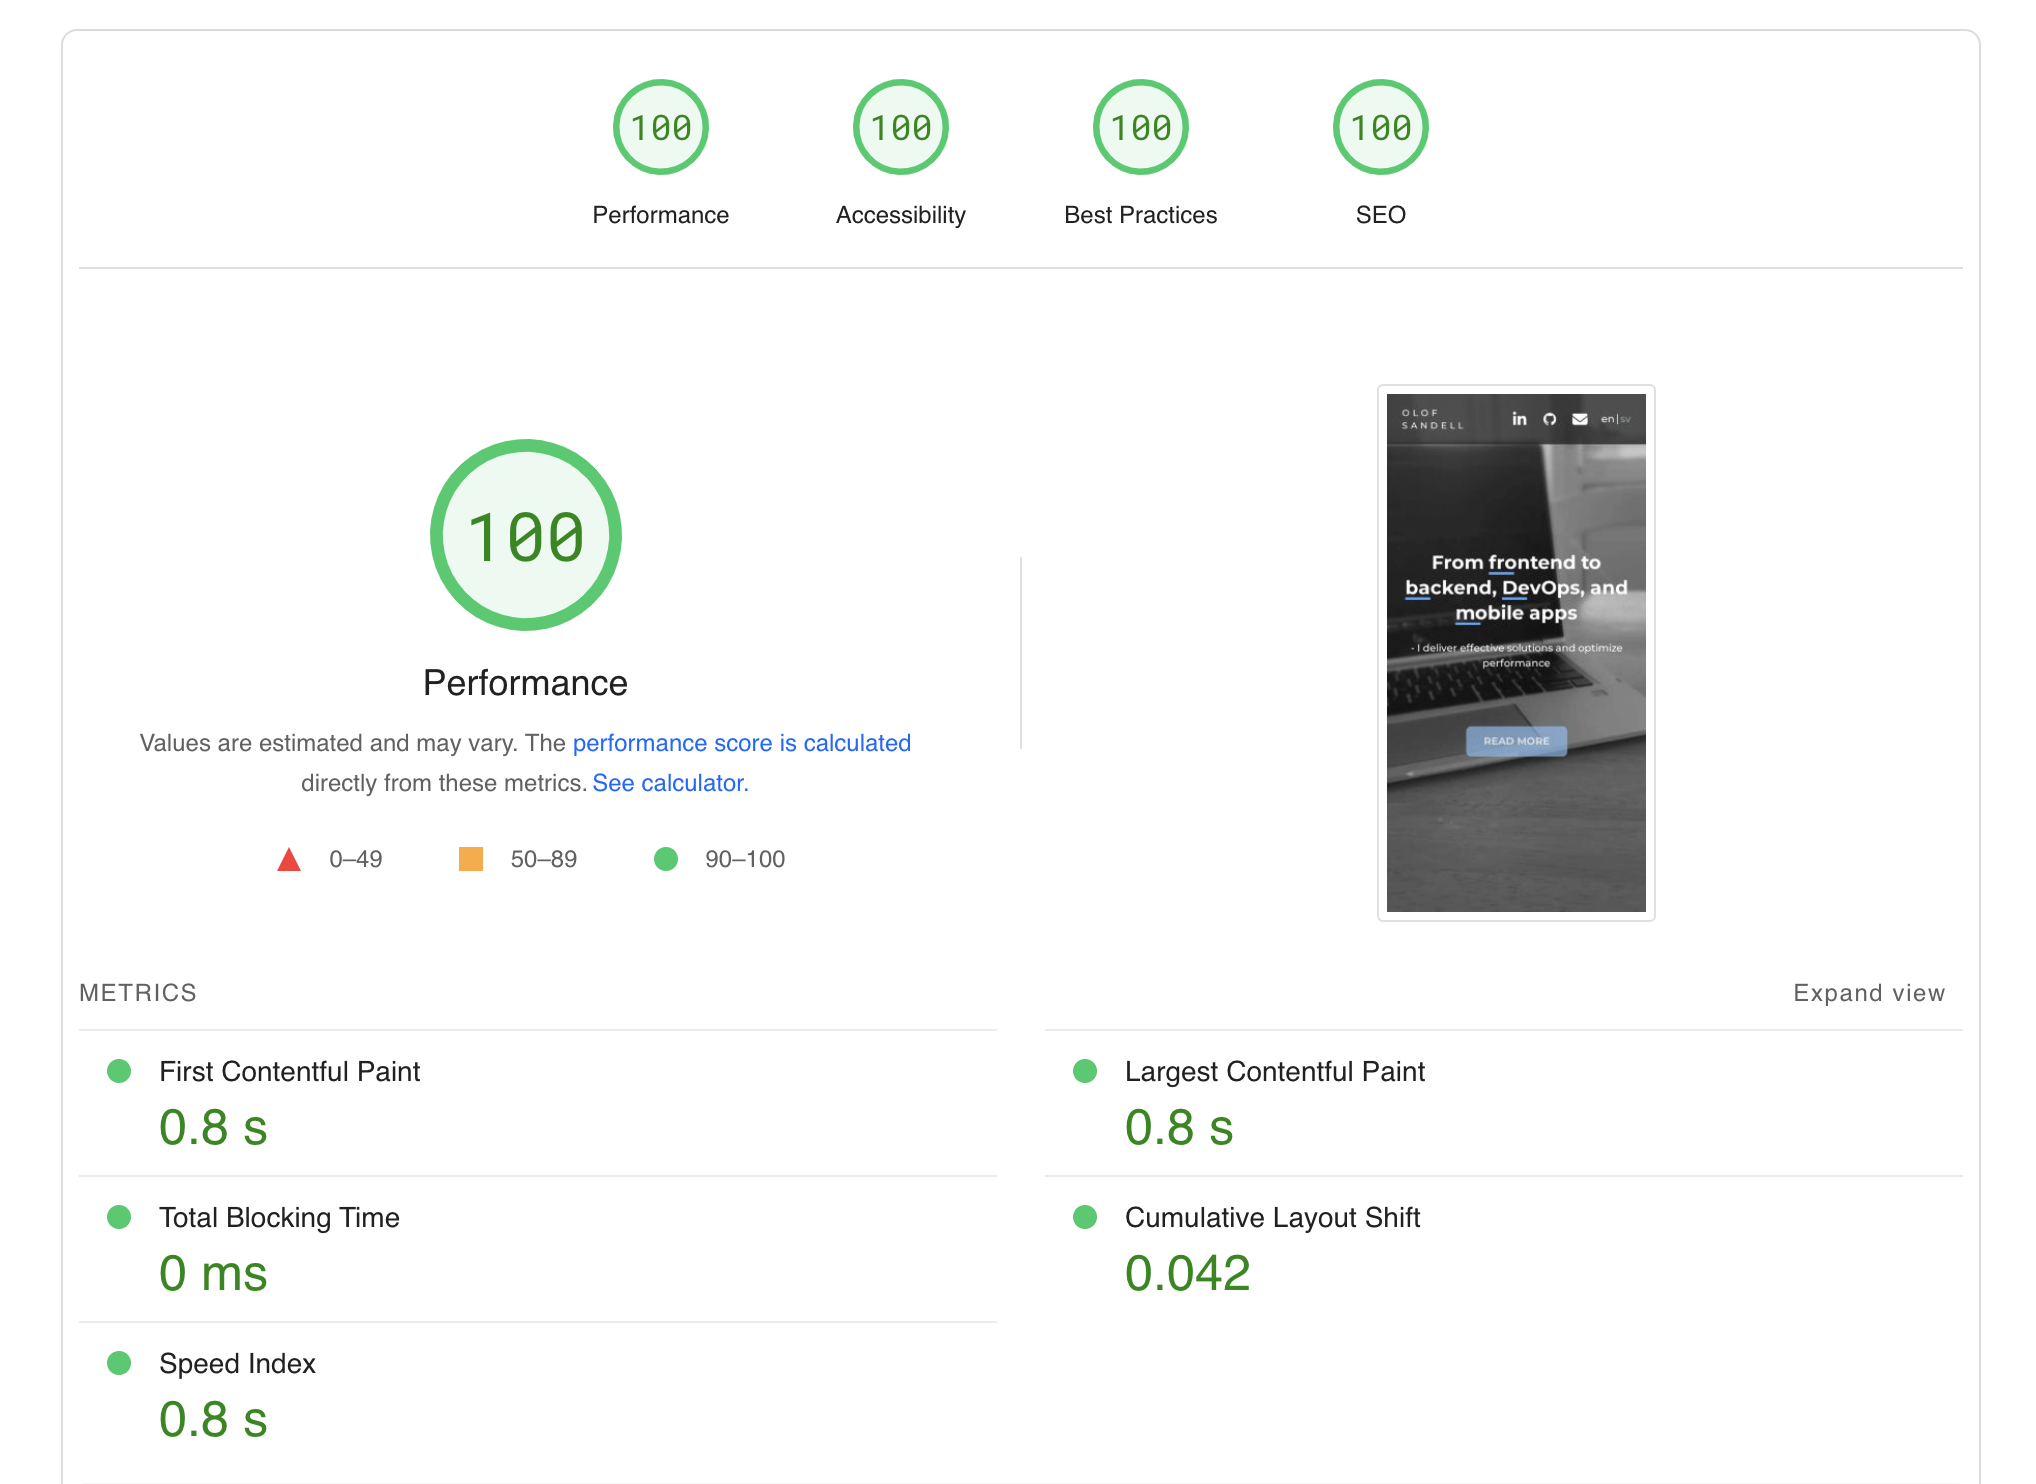 100
100
100
100
Performance
Accessibility
Best Practices
SEO
100
Performance
Values are estimated and may vary. The performance score is calculated
directly from these metrics. See calculator.
0–49
50–89
90–100
OLOF
SANDELL
in
en|sv
From frontend to
backend, DevOps, and
mobile apps
- I deliver effective solutions and optimize
performance
READ MORE
METRICS
Expand view
First Contentful Paint
0.8 s
Largest Contentful Paint
0.8 s
Total Blocking Time
0 ms
Cumulative Layout Shift
0.042
Speed Index
0.8 s